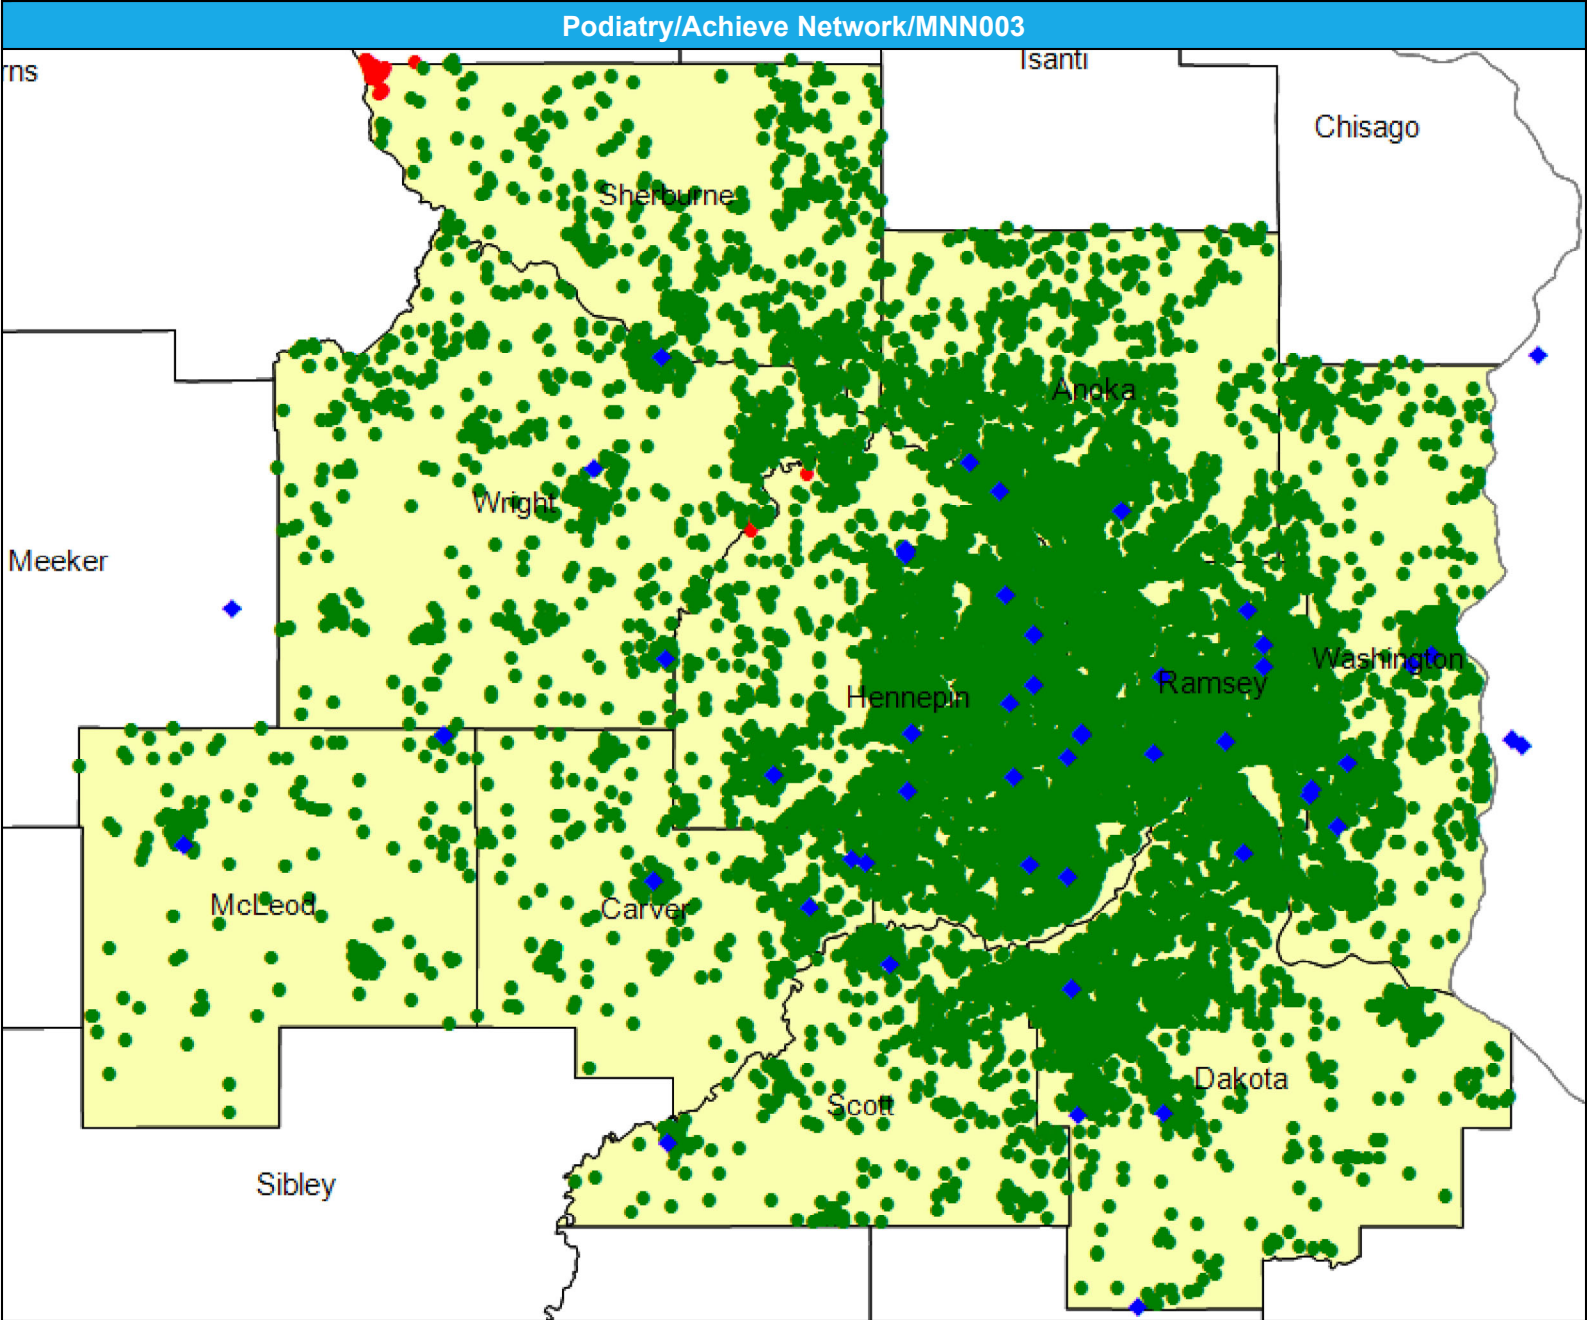 Podiatry/Achieve Network/MNN003
rns
Isanti
Chisago
Sherburne
Anoka
Wright
Meeker
Washington
Ramsey
Hennepin
McLeod
Carver
Dakota
Scott
Sibley